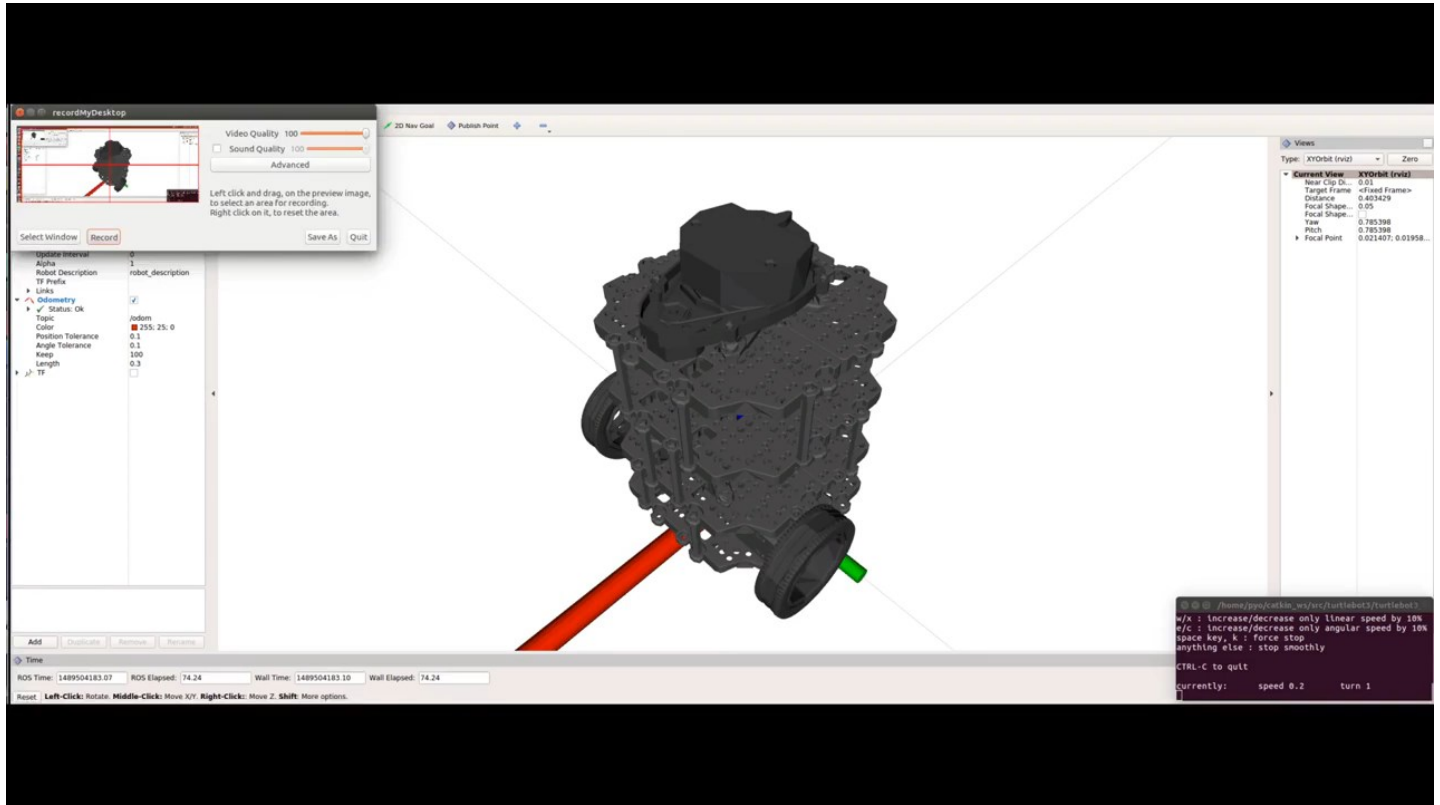 recordMyDesktop
Video Quality 100
Sound Quality 100
Advanced
Left click and drag, on the preview image,
to select an area for recording.
Right click on it, to reset the area.
Select Window Record Save As Quit
2D Nav Goal Publish Point
Update Interval 0
Alpha 1
Robot Description robot_description
TF Prefix
Links
Odometry
Status: Ok
Topic /odom
Color 255; 25; 0
Position Tolerance 0.1
Angle Tolerance 0.1
Keep 100
Length 0.3
TF
Add Duplicate Remove Rename
Views
Type: XYOrbit (rviz) Zero
Current View XYOrbit (rviz)
Near Clip Di... 0.01
Target Frame <Fixed Frame>
Distance 0.403429
Focal Shape... 0.05
Focal Shape...
Yaw 0.785398
Pitch 0.785398
Focal Point 0.021407; 0.01958...
/home/pyo/catkin_ws/src/turtlebot3/turtlebot3
w/x : increase/decrease only linear speed by 10%
e/c : increase/decrease only angular speed by 10%
space key, k : force stop
anything else : stop smoothly
CTRL-C to quit
currently: speed 0.2 turn 1
Time
ROS Time: 1489504183.07 ROS Elapsed: 74.24 Wall Time: 1489504183.10 Wall Elapsed: 74.24
Reset Left-Click: Rotate. Middle-Click: Move X/Y. Right-Click: Move Z. Shift: More options.